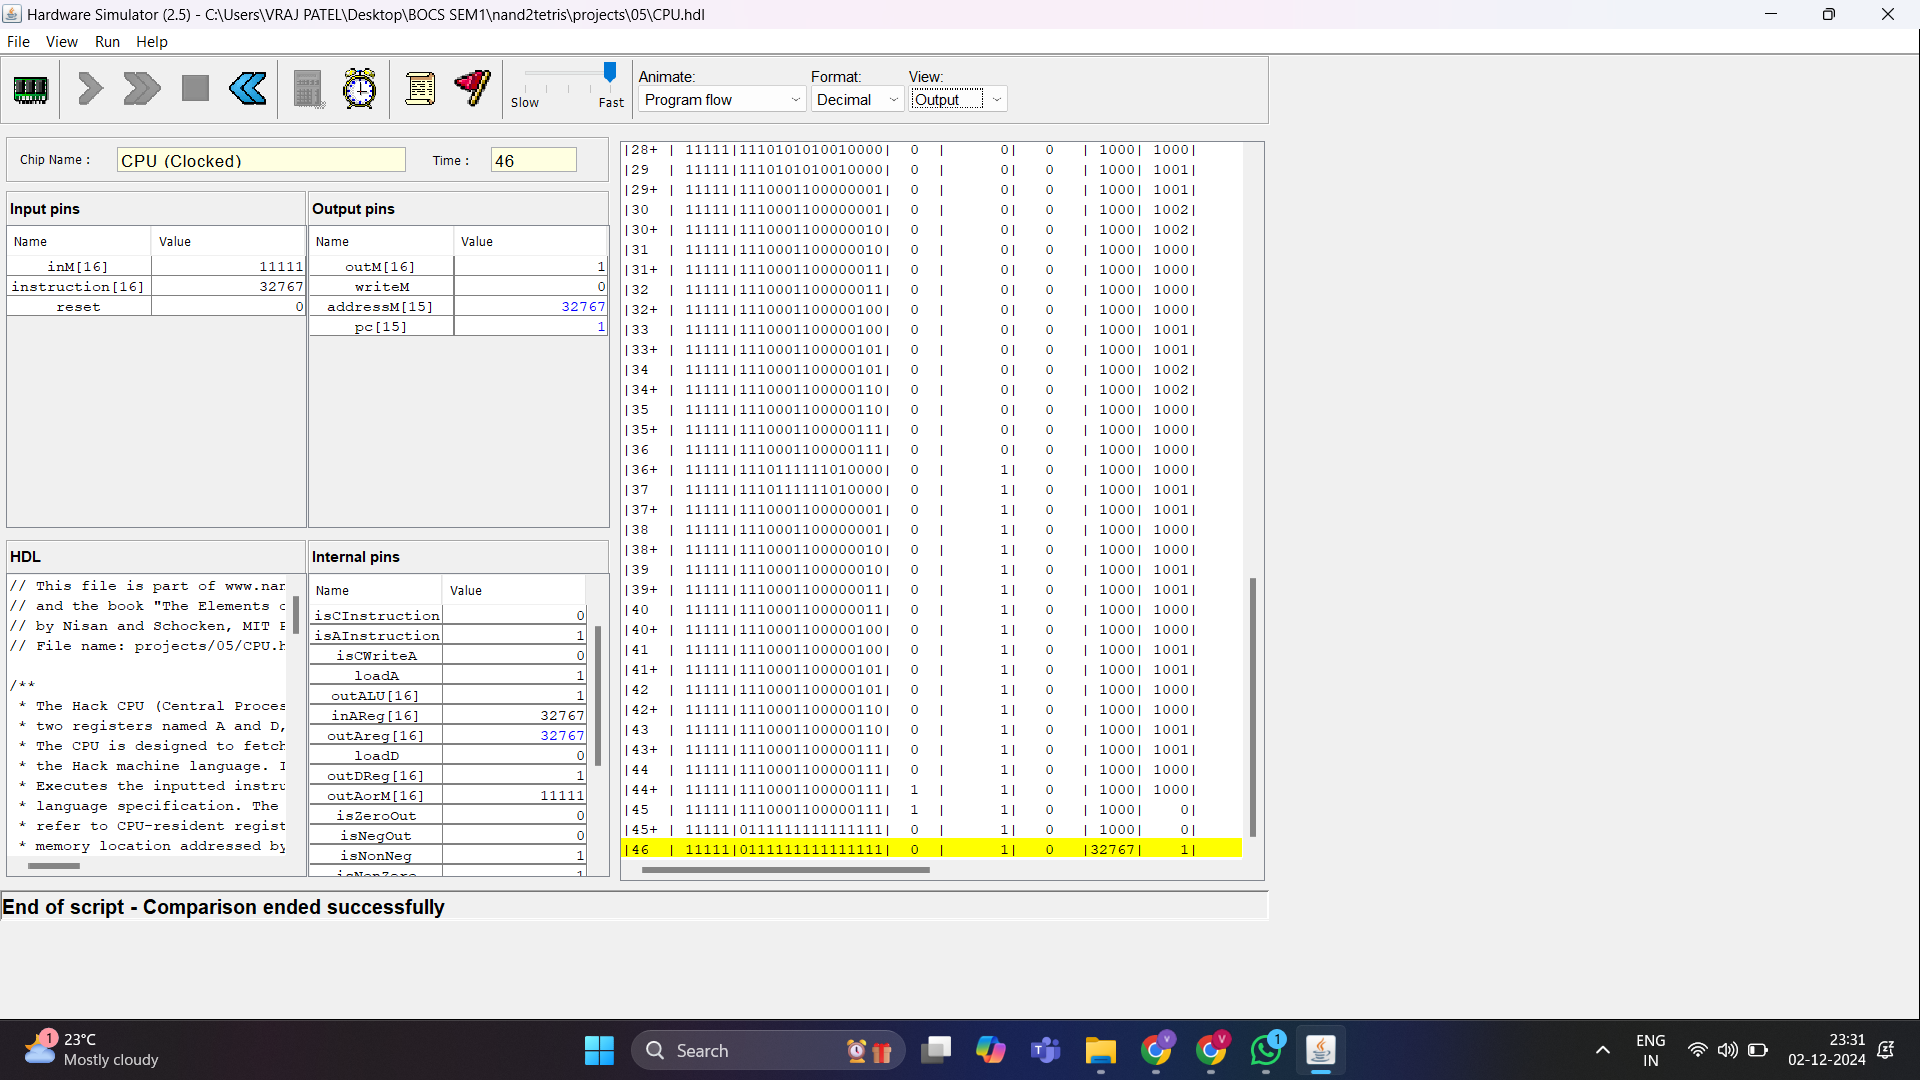 Hardware Simulator (2.5) - C:\Users\VRAJ PATEL\Desktop\BOCS SEM1\nand2tetris\projects\05\CPU.hdl
File View Run Help
Slow Fast
Animate: Format: View:
Program flow Decimal Output
Chip Name : CPU (Clocked) Time : 46
Input pins
Name Value
inM[16] 11111
instruction[16] 32767
reset 0
Output pins
Name Value
outM[16] 1
writeM 0
addressM[15] 32767
pc[15] 1
HDL
// This file is part of www.nan
// and the book "The Elements o
// by Nisan and Schocken, MIT P
// File name: projects/05/CPU.h
/**
* The Hack CPU (Central Proces
* two registers named A and D,
* The CPU is designed to fetch
* the Hack machine language. I
* Executes the inputted instru
* language specification. The
* refer to CPU-resident regist
* memory location addressed by
Internal pins
Name Value
isCInstruction 0
isAInstruction 1
isCWriteA 0
loadA 1
outALU[16] 1
inAReg[16] 32767
outAreg[16] 32767
loadD 0
outDReg[16] 1
outAorM[16] 11111
isZeroOut 0
isNegOut 0
isNonNeg 1
isNonZero 1
|28+ | 11111|1110101010010000| 0 | 0| 0 | 1000| 1000|
|29 | 11111|1110101010010000| 0 | 0| 0 | 1000| 1001|
|29+ | 11111|1110001100000001| 0 | 0| 0 | 1000| 1001|
|30 | 11111|1110001100000001| 0 | 0| 0 | 1000| 1002|
|30+ | 11111|1110001100000010| 0 | 0| 0 | 1000| 1002|
|31 | 11111|1110001100000010| 0 | 0| 0 | 1000| 1000|
|31+ | 11111|1110001100000011| 0 | 0| 0 | 1000| 1000|
|32 | 11111|1110001100000011| 0 | 0| 0 | 1000| 1000|
|32+ | 11111|1110001100000100| 0 | 0| 0 | 1000| 1000|
|33 | 11111|1110001100000100| 0 | 0| 0 | 1000| 1001|
|33+ | 11111|1110001100000101| 0 | 0| 0 | 1000| 1001|
|34 | 11111|1110001100000101| 0 | 0| 0 | 1000| 1002|
|34+ | 11111|1110001100000110| 0 | 0| 0 | 1000| 1002|
|35 | 11111|1110001100000110| 0 | 0| 0 | 1000| 1000|
|35+ | 11111|1110001100000111| 0 | 0| 0 | 1000| 1000|
|36 | 11111|1110001100000111| 0 | 0| 0 | 1000| 1000|
|36+ | 11111|1110111111010000| 0 | 1| 0 | 1000| 1000|
|37 | 11111|1110111111010000| 0 | 1| 0 | 1000| 1001|
|37+ | 11111|1110001100000001| 0 | 1| 0 | 1000| 1001|
|38 | 11111|1110001100000001| 0 | 1| 0 | 1000| 1000|
|38+ | 11111|1110001100000010| 0 | 1| 0 | 1000| 1000|
|39 | 11111|1110001100000010| 0 | 1| 0 | 1000| 1001|
|39+ | 11111|1110001100000011| 0 | 1| 0 | 1000| 1001|
|40 | 11111|1110001100000011| 0 | 1| 0 | 1000| 1000|
|40+ | 11111|1110001100000100| 0 | 1| 0 | 1000| 1000|
|41 | 11111|1110001100000100| 0 | 1| 0 | 1000| 1001|
|41+ | 11111|1110001100000101| 0 | 1| 0 | 1000| 1001|
|42 | 11111|1110001100000101| 0 | 1| 0 | 1000| 1000|
|42+ | 11111|1110001100000110| 0 | 1| 0 | 1000| 1000|
|43 | 11111|1110001100000110| 0 | 1| 0 | 1000| 1001|
|43+ | 11111|1110001100000111| 0 | 1| 0 | 1000| 1001|
|44 | 11111|1110001100000111| 0 | 1| 0 | 1000| 1000|
|44+ | 11111|1110001100000111| 1 | 1| 0 | 1000| 1000|
|45 | 11111|1110001100000111| 1 | 1| 0 | 1000| 0|
|45+ | 11111|0111111111111111| 0 | 1| 0 | 1000| 0|
|46 | 11111|0111111111111111| 0 | 1| 0 |32767| 1|
End of script - Comparison ended successfully
1
23°C
Mostly cloudy
Search
V
V
1
ENG
IN
23:31
02-12-2024